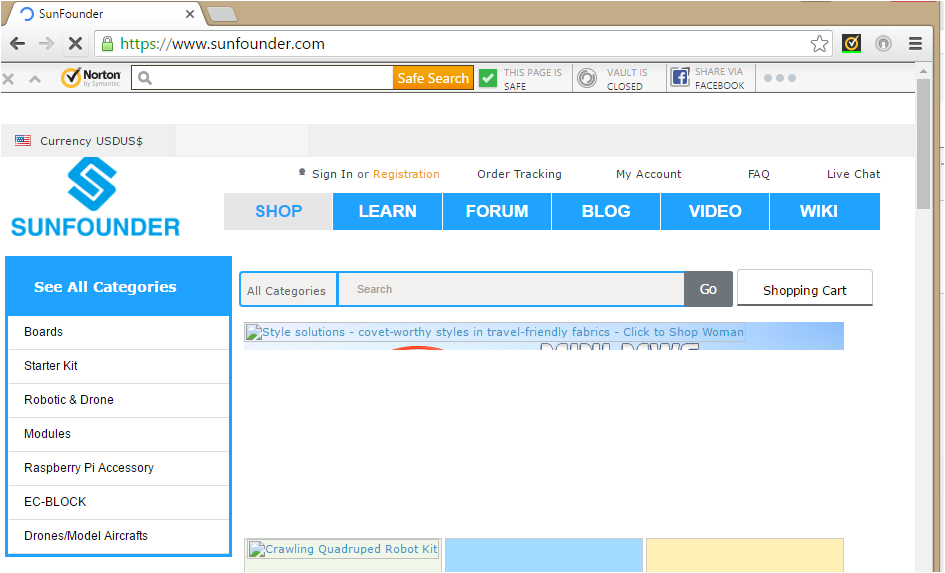 SunFounder
https://www.sunfounder.com
Norton
by Symantec
Safe Search
THIS PAGE IS
SAFE
VAULT IS
CLOSED
SHARE VIA
FACEBOOK
Currency USDUS$
Sign In or Registration
Order Tracking
My Account
FAQ
Live Chat
SUNFOUNDER
SHOP
LEARN
FORUM
BLOG
VIDEO
WIKI
See All Categories
All Categories
Search
Go
Shopping Cart
Boards
Starter Kit
Robotic & Drone
Modules
Raspberry Pi Accessory
EC-BLOCK
Drones/Model Aircrafts
Style solutions - covet-worthy styles in travel-friendly fabrics - Click to Shop Woman
Crawling Quadruped Robot Kit